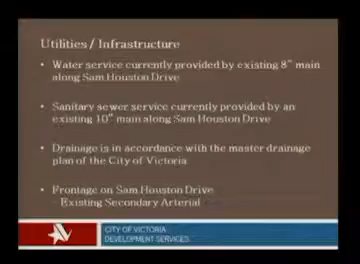 Utilities / Infrastructure
• Water service currently provided by existing 8" main
along Sam Houston Drive
• Sanitary sewer service currently provided by an
existing 10" main along Sam Houston Drive
• Drainage is in accordance with the master drainage
plan of the City of Victoria
• Frontage on Sam Houston Drive
- Existing Secondary Arterial
CITY OF VICTORIA
DEVELOPMENT SERVICES